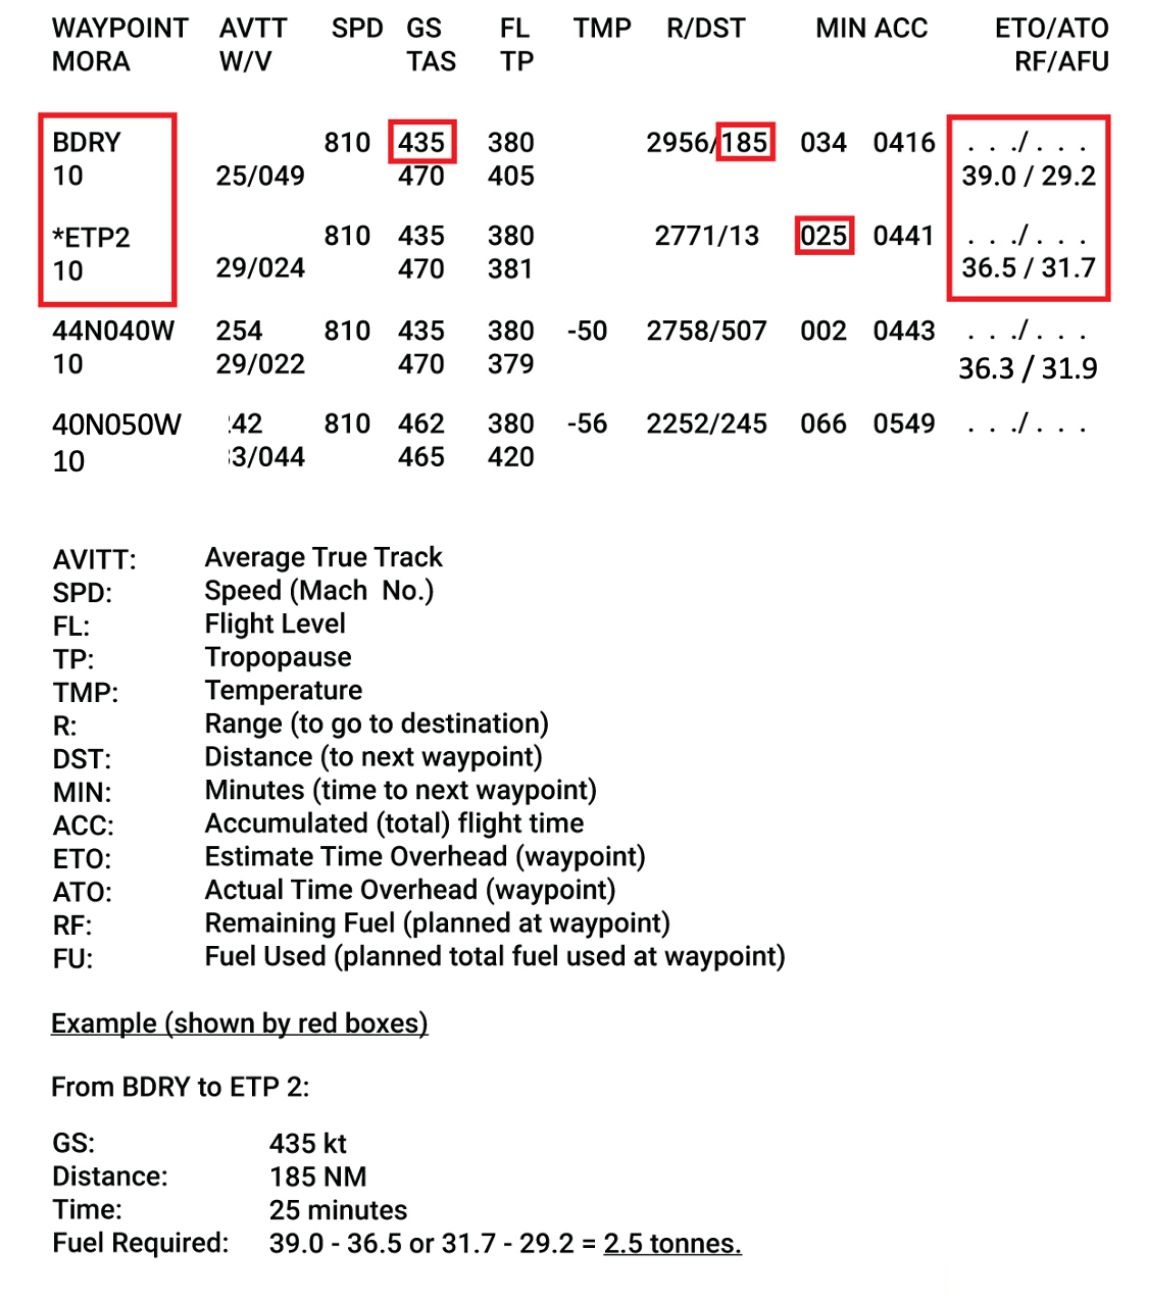 WAYPOINT AVTT SPD GS FL TMP R/DST MIN ACC ETO/ATO
MORA W/V TAS TP RF/AFU
BDRY 810 435 380 2956/185 034 0416 . . ./. . .
10 25/049 470 405 39.0 / 29.2
*ETP2 810 435 380 2771/13 025 0441 . . ./. . .
10 29/024 470 381 36.5 / 31.7
44N040W 254 810 435 380 -50 2758/507 002 0443 . . ./. . .
10 29/022 470 379 36.3 / 31.9
40N050W 42 810 462 380 -56 2252/245 066 0549 . . ./. . .
10 3/044 465 420
AVITT: Average True Track
SPD: Speed (Mach No.)
FL: Flight Level
TP: Tropopause
TMP: Temperature
R: Range (to go to destination)
DST: Distance (to next waypoint)
MIN: Minutes (time to next waypoint)
ACC: Accumulated (total) flight time
ETO: Estimate Time Overhead (waypoint)
ATO: Actual Time Overhead (waypoint)
RF: Remaining Fuel (planned at waypoint)
FU: Fuel Used (planned total fuel used at waypoint)
Example (shown by red boxes)
From BDRY to ETP 2:
GS: 435 kt
Distance: 185 NM
Time: 25 minutes
Fuel Required: 39.0 - 36.5 or 31.7 - 29.2 = 2.5 tonnes.